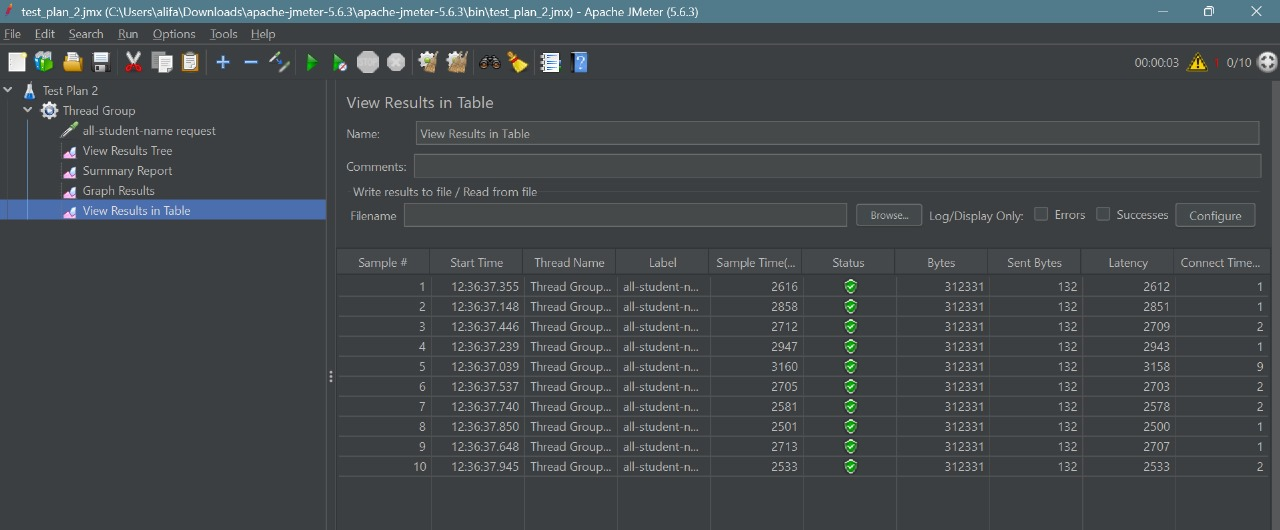 test_plan_2.jmx (C:\Users\alifa\Downloads\apache-jmeter-5.6.3\apache-jmeter-5.6.3\bin\test_plan_2.jmx) - Apache JMeter (5.6.3)
File Edit Search Run Options Tools Help
STOP 00:00:03 ! 0/10
Test Plan 2
Thread Group
all-student-name request
View Results Tree
Summary Report
Graph Results
View Results in Table
View Results in Table
Name: View Results in Table
Comments:
Write results to file / Read from file
Filename Browse... Log/Display Only: Errors Successes Configure
Sample # Start Time Thread Name Label Sample Time(... Status Bytes Sent Bytes Latency Connect Time...
1 12:36:37.355 Thread Group... all-student-n... 2616 312331 132 2612 1
2 12:36:37.148 Thread Group... all-student-n... 2858 312331 132 2851 1
3 12:36:37.446 Thread Group... all-student-n... 2712 312331 132 2709 2
4 12:36:37.239 Thread Group... all-student-n... 2947 312331 132 2943 1
5 12:36:37.039 Thread Group... all-student-n... 3160 312331 132 3158 9
6 12:36:37.537 Thread Group... all-student-n... 2705 312331 132 2703 2
7 12:36:37.740 Thread Group... all-student-n... 2581 312331 132 2578 2
8 12:36:37.850 Thread Group... all-student-n... 2501 312331 132 2500 1
9 12:36:37.648 Thread Group... all-student-n... 2713 312331 132 2707 1
10 12:36:37.945 Thread Group... all-student-n... 2533 312331 132 2533 2